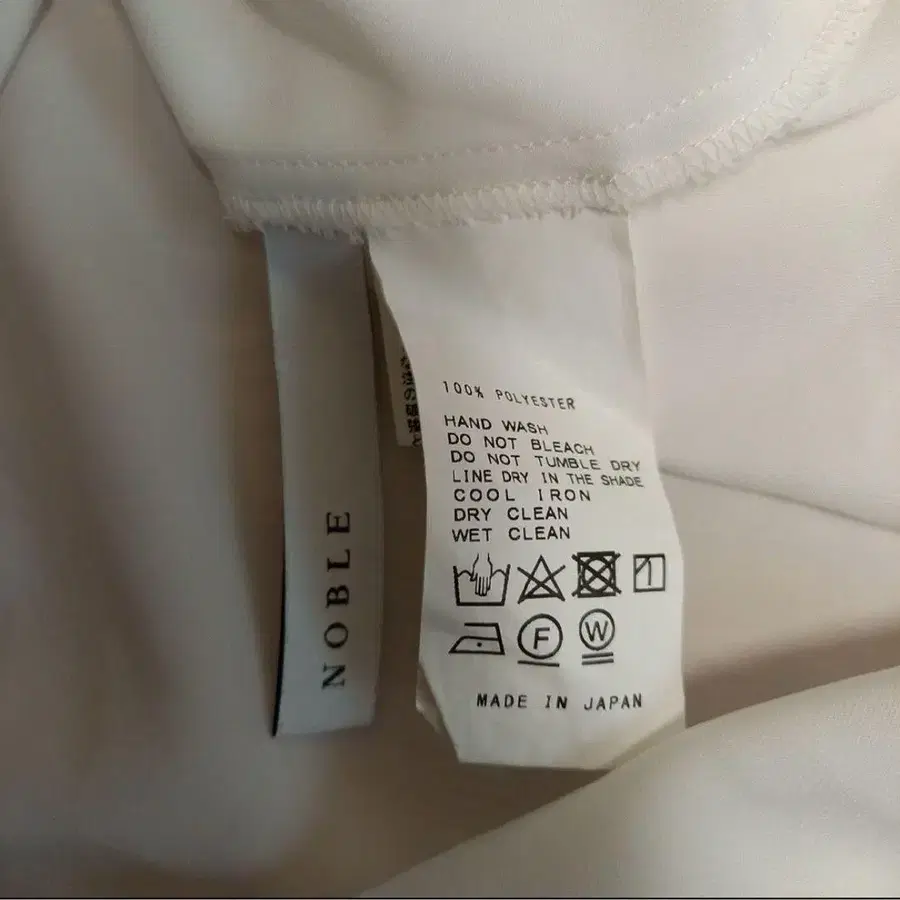 NOBLE
100% POLYESTER
HAND WASH
DO NOT BLEACH
DO NOT TUMBLE DRY
LINE DRY IN THE SHADE
COOL IRON
DRY CLEAN
WET CLEAN
F W
MADE IN JAPAN